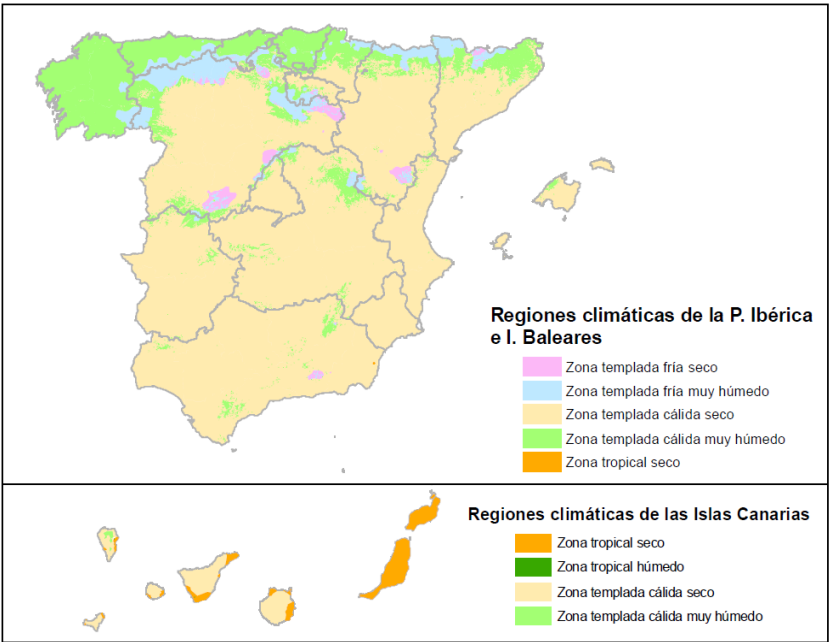 Regiones climáticas de la P. Ibérica
e I. Baleares
Zona templada fría seco
Zona templada fría muy húmedo
Zona templada cálida seco
Zona templada cálida muy húmedo
Zona tropical seco
Regiones climáticas de las Islas Canarias
Zona tropical seco
Zona tropical húmedo
Zona templada cálida seco
Zona templada cálida muy húmedo